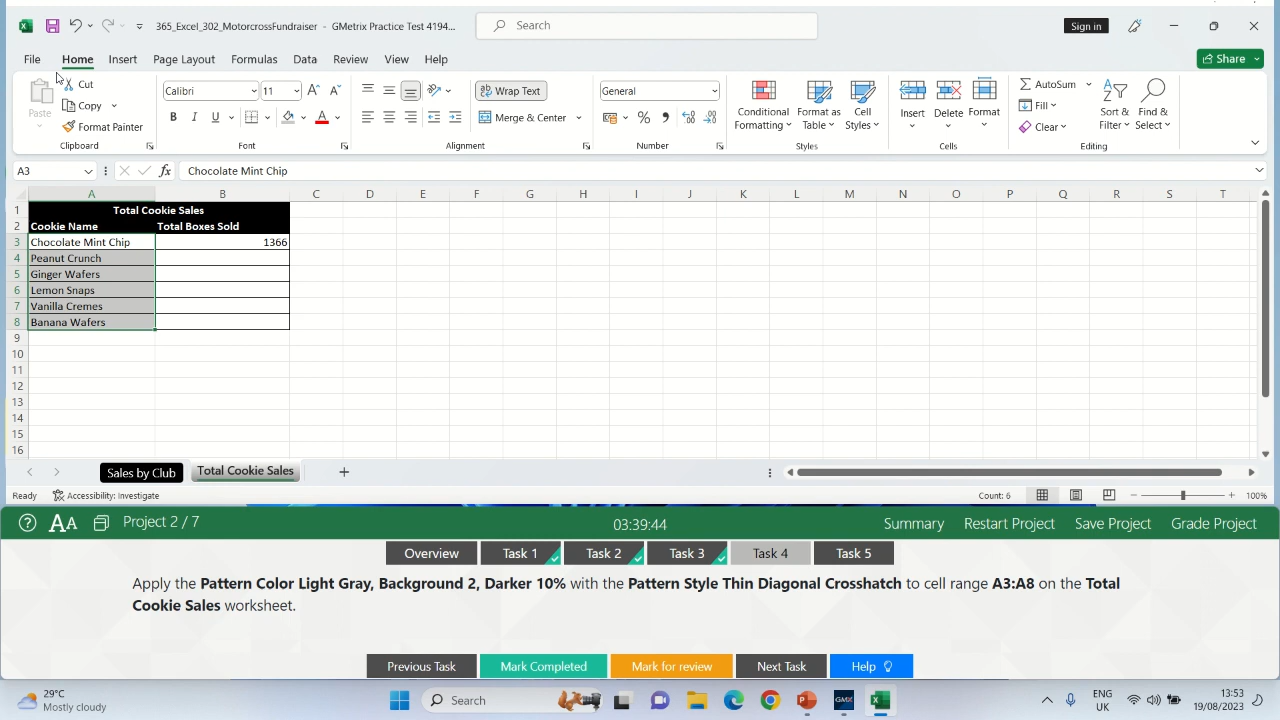 365_Excel_302_MotorcrossFundraiser - GMetrix Practice Test 4194...
Search
Sign in
File Home Insert Page Layout Formulas Data Review View Help
Share
Paste
Cut
Copy
Format Painter
Clipboard
Calibri
11
B I U
Font
Wrap Text
Merge & Center
Alignment
General
Number
Conditional Formatting
Format as Table
Cell Styles
Styles
Insert
Delete
Format
Cells
AutoSum
Fill
Clear
Sort & Filter
Find & Select
Editing
A3
fx
Chocolate Mint Chip
A B C D E F G H I J K L M N O P Q R S T
1 Total Cookie Sales
2 Cookie Name Total Boxes Sold
3 Chocolate Mint Chip 1366
4 Peanut Crunch
5 Ginger Wafers
6 Lemon Snaps
7 Vanilla Cremes
8 Banana Wafers
9
10
11
12
13
14
15
16
Sales by Club Total Cookie Sales
Ready Accessibility: Investigate Count: 6 100%
AA Project 2 / 7 03:39:44 Summary Restart Project Save Project Grade Project
Overview Task 1 Task 2 Task 3 Task 4 Task 5
Apply the Pattern Color Light Gray, Background 2, Darker 10% with the Pattern Style Thin Diagonal Crosshatch to cell range A3:A8 on the Total
Cookie Sales worksheet.
Previous Task Mark Completed Mark for review Next Task Help
29°C
Mostly cloudy
Search
GMX
ENG
UK
13:53
19/08/2023